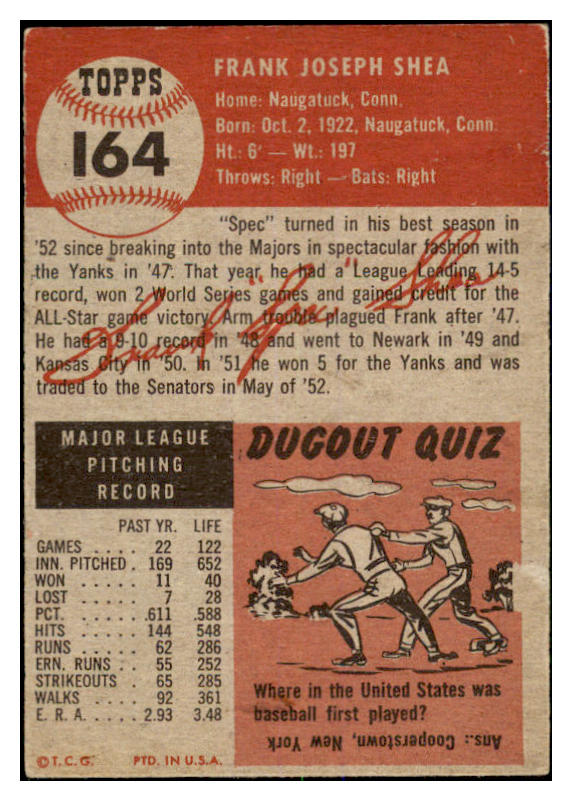 TOPPS
164
FRANK JOSEPH SHEA
Home: Naugatuck, Conn.
Born: Oct. 2, 1922, Naugatuck, Conn.
Ht.: 6' — Wt.: 197
Throws: Right — Bats: Right
"Spec" turned in his best season in
'52 since breaking into the Majors in spectacular fashion with
the Yanks in '47. That year he had a League Leading 14-5
record, won 2 World Series games and gained credit for the
ALL-Star game victory. Arm trouble plagued Frank after '47.
He had a 9-10 record in '48 and went to Newark in '49 and
Kansas City in '50. In '51 he won 5 for the Yanks and was
traded to the Senators in May of '52.
Frank "Spec" Shea
MAJOR LEAGUE
PITCHING
RECORD
PAST YR. LIFE
GAMES .... 22 122
INN. PITCHED . 169 652
WON ..... 11 40
LOST ..... 7 28
PCT. ..... .611 .588
HITS ..... 144 548
RUNS ..... 62 286
ERN. RUNS .. 55 252
STRIKEOUTS . 65 285
WALKS .... 92 361
E. R. A. .... 2.93 3.48
© T. C. G. PTD. IN U.S.A.
DUGOUT QUIZ
Where in the United States was
baseball first played?
Ans.: Cooperstown, New York